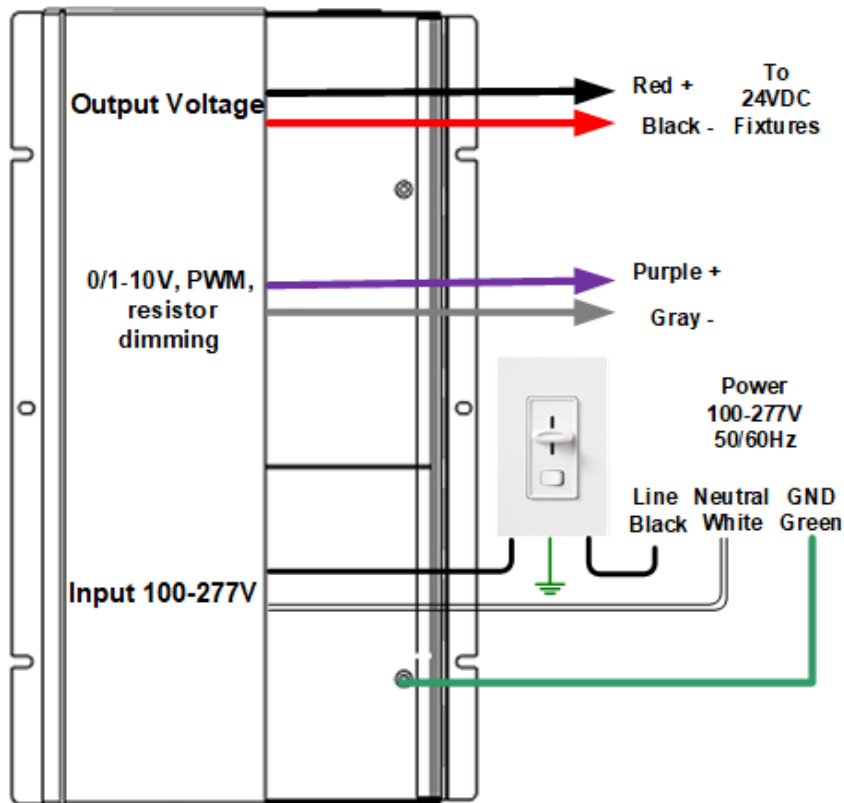 Output Voltage
Red +
Black -
To
24VDC
Fixtures
0/1-10V, PWM,
resistor
dimming
Purple +
Gray -
Power
100-277V
50/60Hz
Line
Black
Neutral
White
GND
Green
Input 100-277V